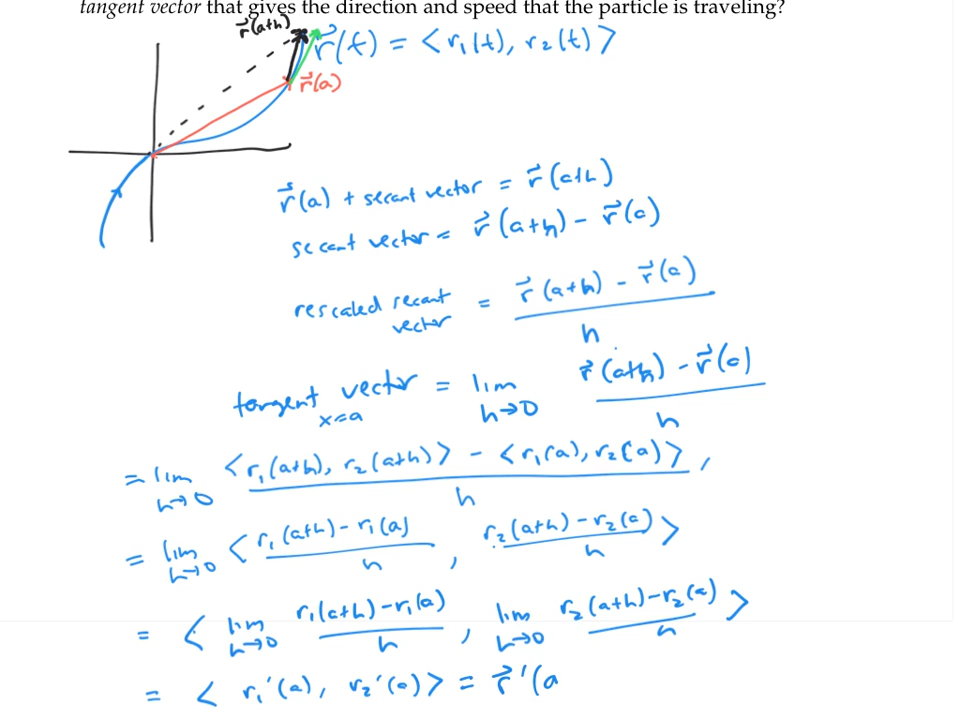 tangent vector that gives the direction and speed that the particle is traveling?
r⃗(a+h)
r⃗(t) = <r₁(t), r₂(t)>
r⃗(a)
r⃗(a) + secant vector = r⃗(a+h)
secant vector = r⃗(a+h) - r⃗(a)
rescaled secant vector = (r⃗(a+h) - r⃗(a))/h
tangent vector x=a = lim h→0 (r⃗(a+h) - r⃗(a))/h
= lim h→0 (<r₁(a+h), r₂(a+h)> - <r₁(a), r₂(a)>)/h ,
= lim h→0 <(r₁(a+h) - r₁(a))/h , (r₂(a+h) - r₂(a))/h>
= < lim h→0 (r₁(a+h) - r₁(a))/h , lim h→0 (r₂(a+h) - r₂(a))/h >
= < r₁'(a), r₂'(a)> = r⃗'(a